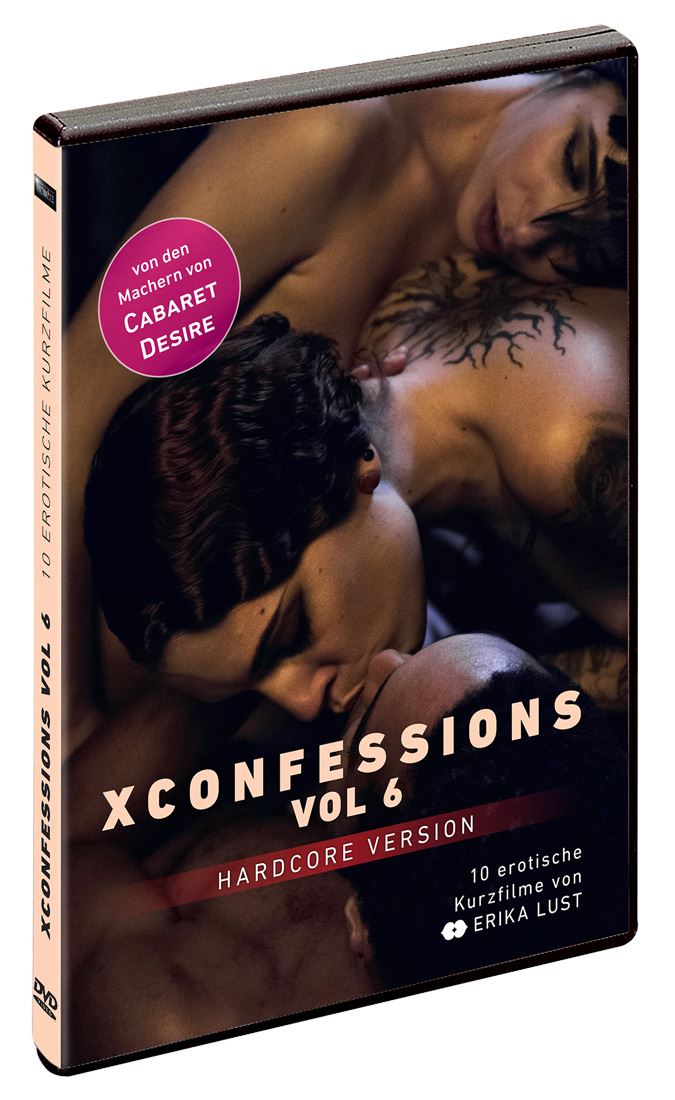 von den
Machern von
CABARET
DESIRE
XCONFESSIONS
VOL 6
HARDCORE VERSION
10 erotische
Kurzfilme von
ERIKA LUST
XCONFESSIONS VOL 6 10 EROTISCHE KURZFILME
DVD
VIDEO